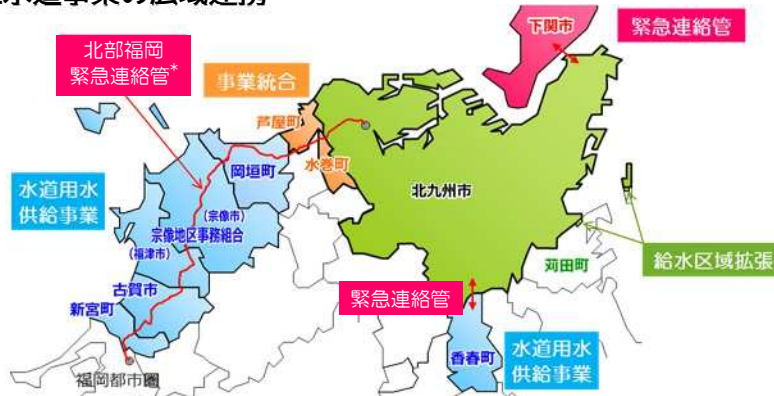 水道事業の広域連携
下関市
緊急連絡管
北部福岡
緊急連絡管*
事業統合
芦屋町
水巻町
岡垣町
北九州市
水道用水
供給事業
(宗像市)
宗像地区事務組合
(福津市)
苅田町
給水区域拡張
古賀市
緊急連絡管
新宮町
香春町
水道用水
供給事業
福岡都市圏